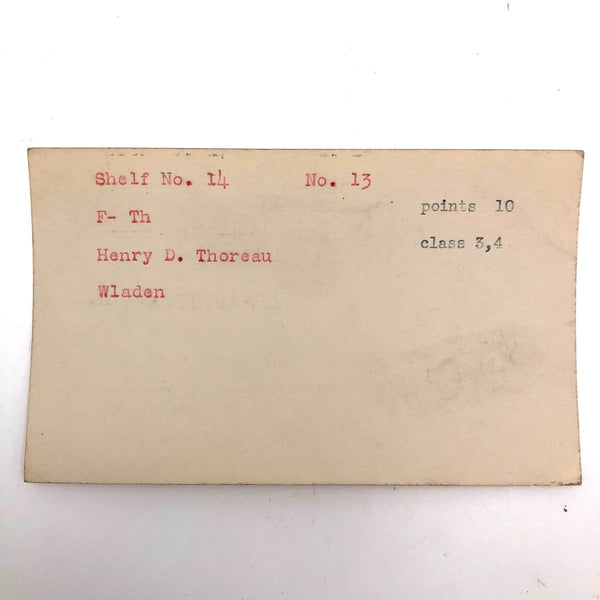 Shelf No. 14 No. 13
points 10
F- Th
class 3,4
Henry D. Thoreau
Wladen